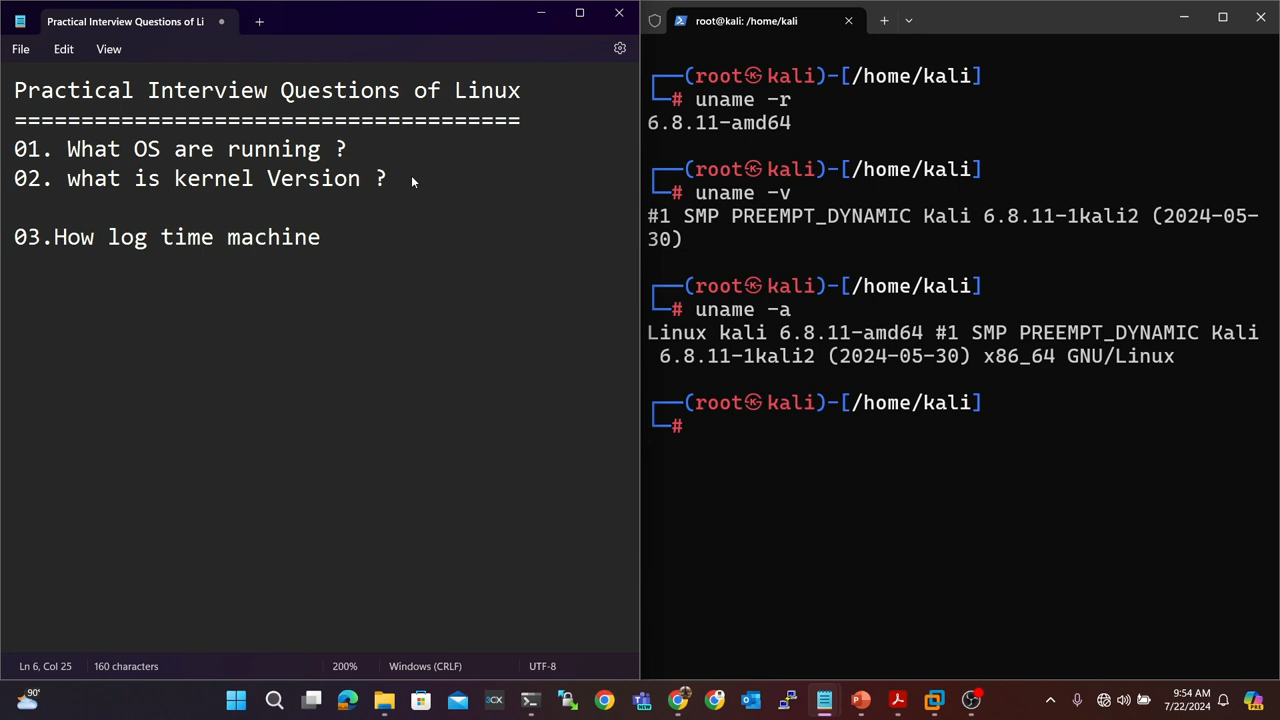 Practical Interview Questions of Li
File
Edit
View
Practical Interview Questions of Linux
======================================
01. What OS are running ?
02. what is kernel Version ?
03.How log time machine
Ln 6, Col 25
160 characters
200%
Windows (CRLF)
UTF-8
root@kali: /home/kali
┌──(root㉿kali)-[/home/kali]
└─# uname -r
6.8.11-amd64
┌──(root㉿kali)-[/home/kali]
└─# uname -v
#1 SMP PREEMPT_DYNAMIC Kali 6.8.11-1kali2 (2024-05-
30)
┌──(root㉿kali)-[/home/kali]
└─# uname -a
Linux kali 6.8.11-amd64 #1 SMP PREEMPT_DYNAMIC Kali
6.8.11-1kali2 (2024-05-30) x86_64 GNU/Linux
┌──(root㉿kali)-[/home/kali]
└─#
90°
9:54 AM
7/22/2024